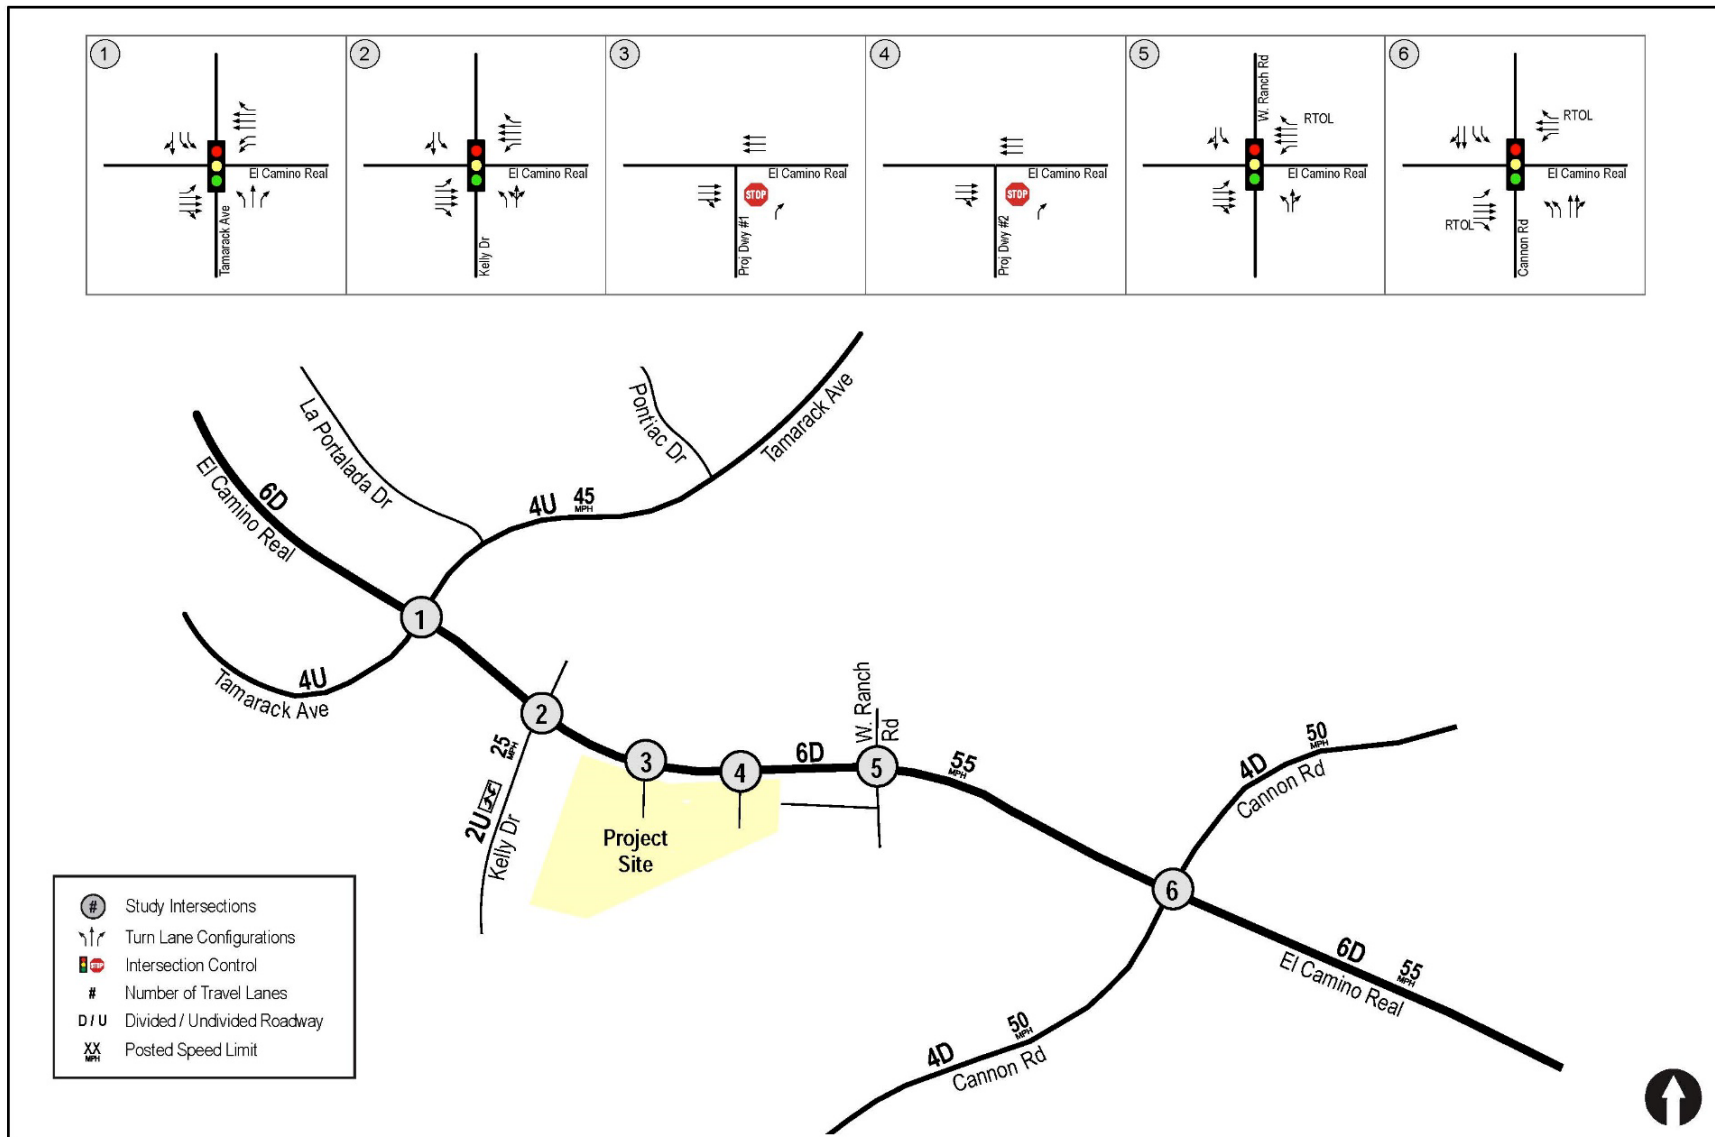 1
El Camino Real
Tamarack Ave
2
El Camino Real
Kelly Dr
3
El Camino Real
STOP
Proj Dwy #1
4
El Camino Real
STOP
Proj Dwy #2
5
W. Ranch Rd
RTOL
El Camino Real
6
RTOL
El Camino Real
RTOL
Cannon Rd
La Portalada Dr
Pontiac Dr
Tamarack Ave
6D
El Camino Real
4U
45
MPH
1
4U
Tamarack Ave
2
25
MPH
2U
Kelly Dr
3
4
6D
W. Ranch
Rd
5
55
MPH
Project
Site
4D
50
MPH
Cannon Rd
6
6D
55
MPH
El Camino Real
4D
50
MPH
Cannon Rd
# Study Intersections
Turn Lane Configurations
STOP Intersection Control
# Number of Travel Lanes
D / U Divided / Undivided Roadway
XX
MPH
Posted Speed Limit